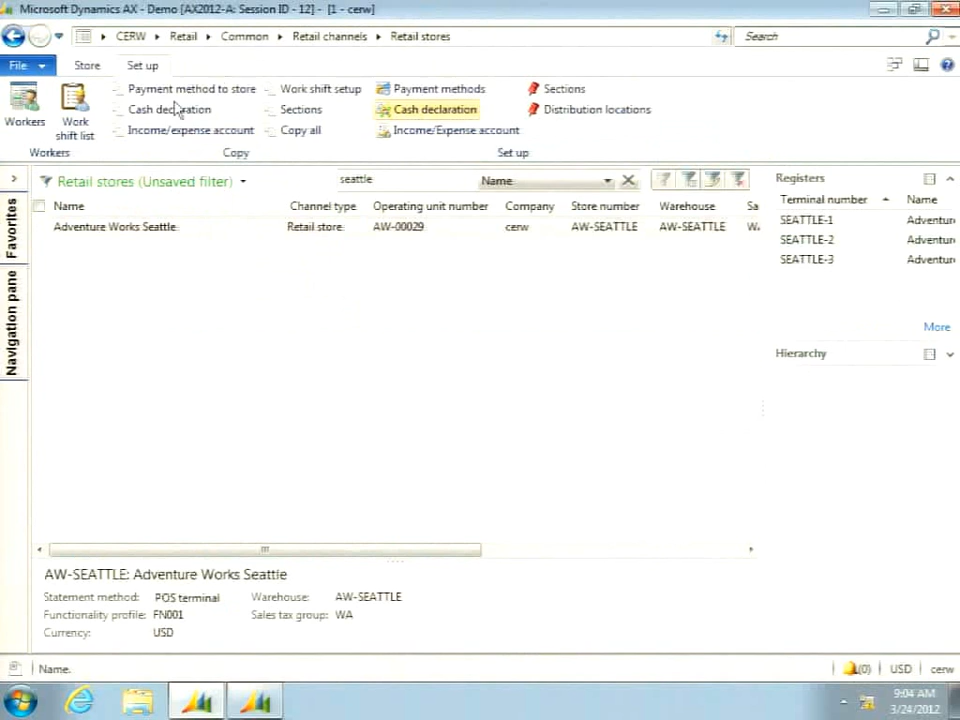 Microsoft Dynamics AX - Demo [AX2012-A: Session ID - 12] - [1 - cerw]
CERW Retail Common Retail channels Retail stores Search
File Store Set up
Payment method to store Work shift setup Payment methods Sections
Cash declaration Sections Cash declaration Distribution locations
Workers Work shift list Income/expense account Copy all Income/Expense account
Workers Copy Set up
Retail stores (Unsaved filter) seattle Name Registers
Name Channel type Operating unit number Company Store number Warehouse Sa
Adventure Works Seattle Retail store AW-00029 cerw AW-SEATTLE AW-SEATTLE W
Terminal number Name
SEATTLE-1 Adventur
SEATTLE-2 Adventur
SEATTLE-3 Adventur
More
Hierarchy
Favorites
Navigation pane
AW-SEATTLE: Adventure Works Seattle
Statement method: POS terminal Warehouse: AW-SEATTLE
Functionality profile: FN001 Sales tax group: WA
Currency: USD
Name. (0) USD cerw
9:04 AM
3/24/2012